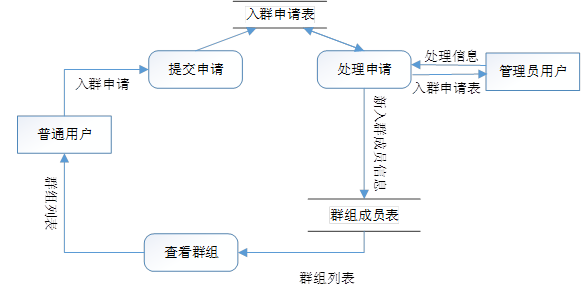 入群申请表
提交申请
处理申请
处理信息
管理员用户
入群申请
入群申请表
新入群成员信息
普通用户
群组列表
群组成员表
查看群组
群组列表